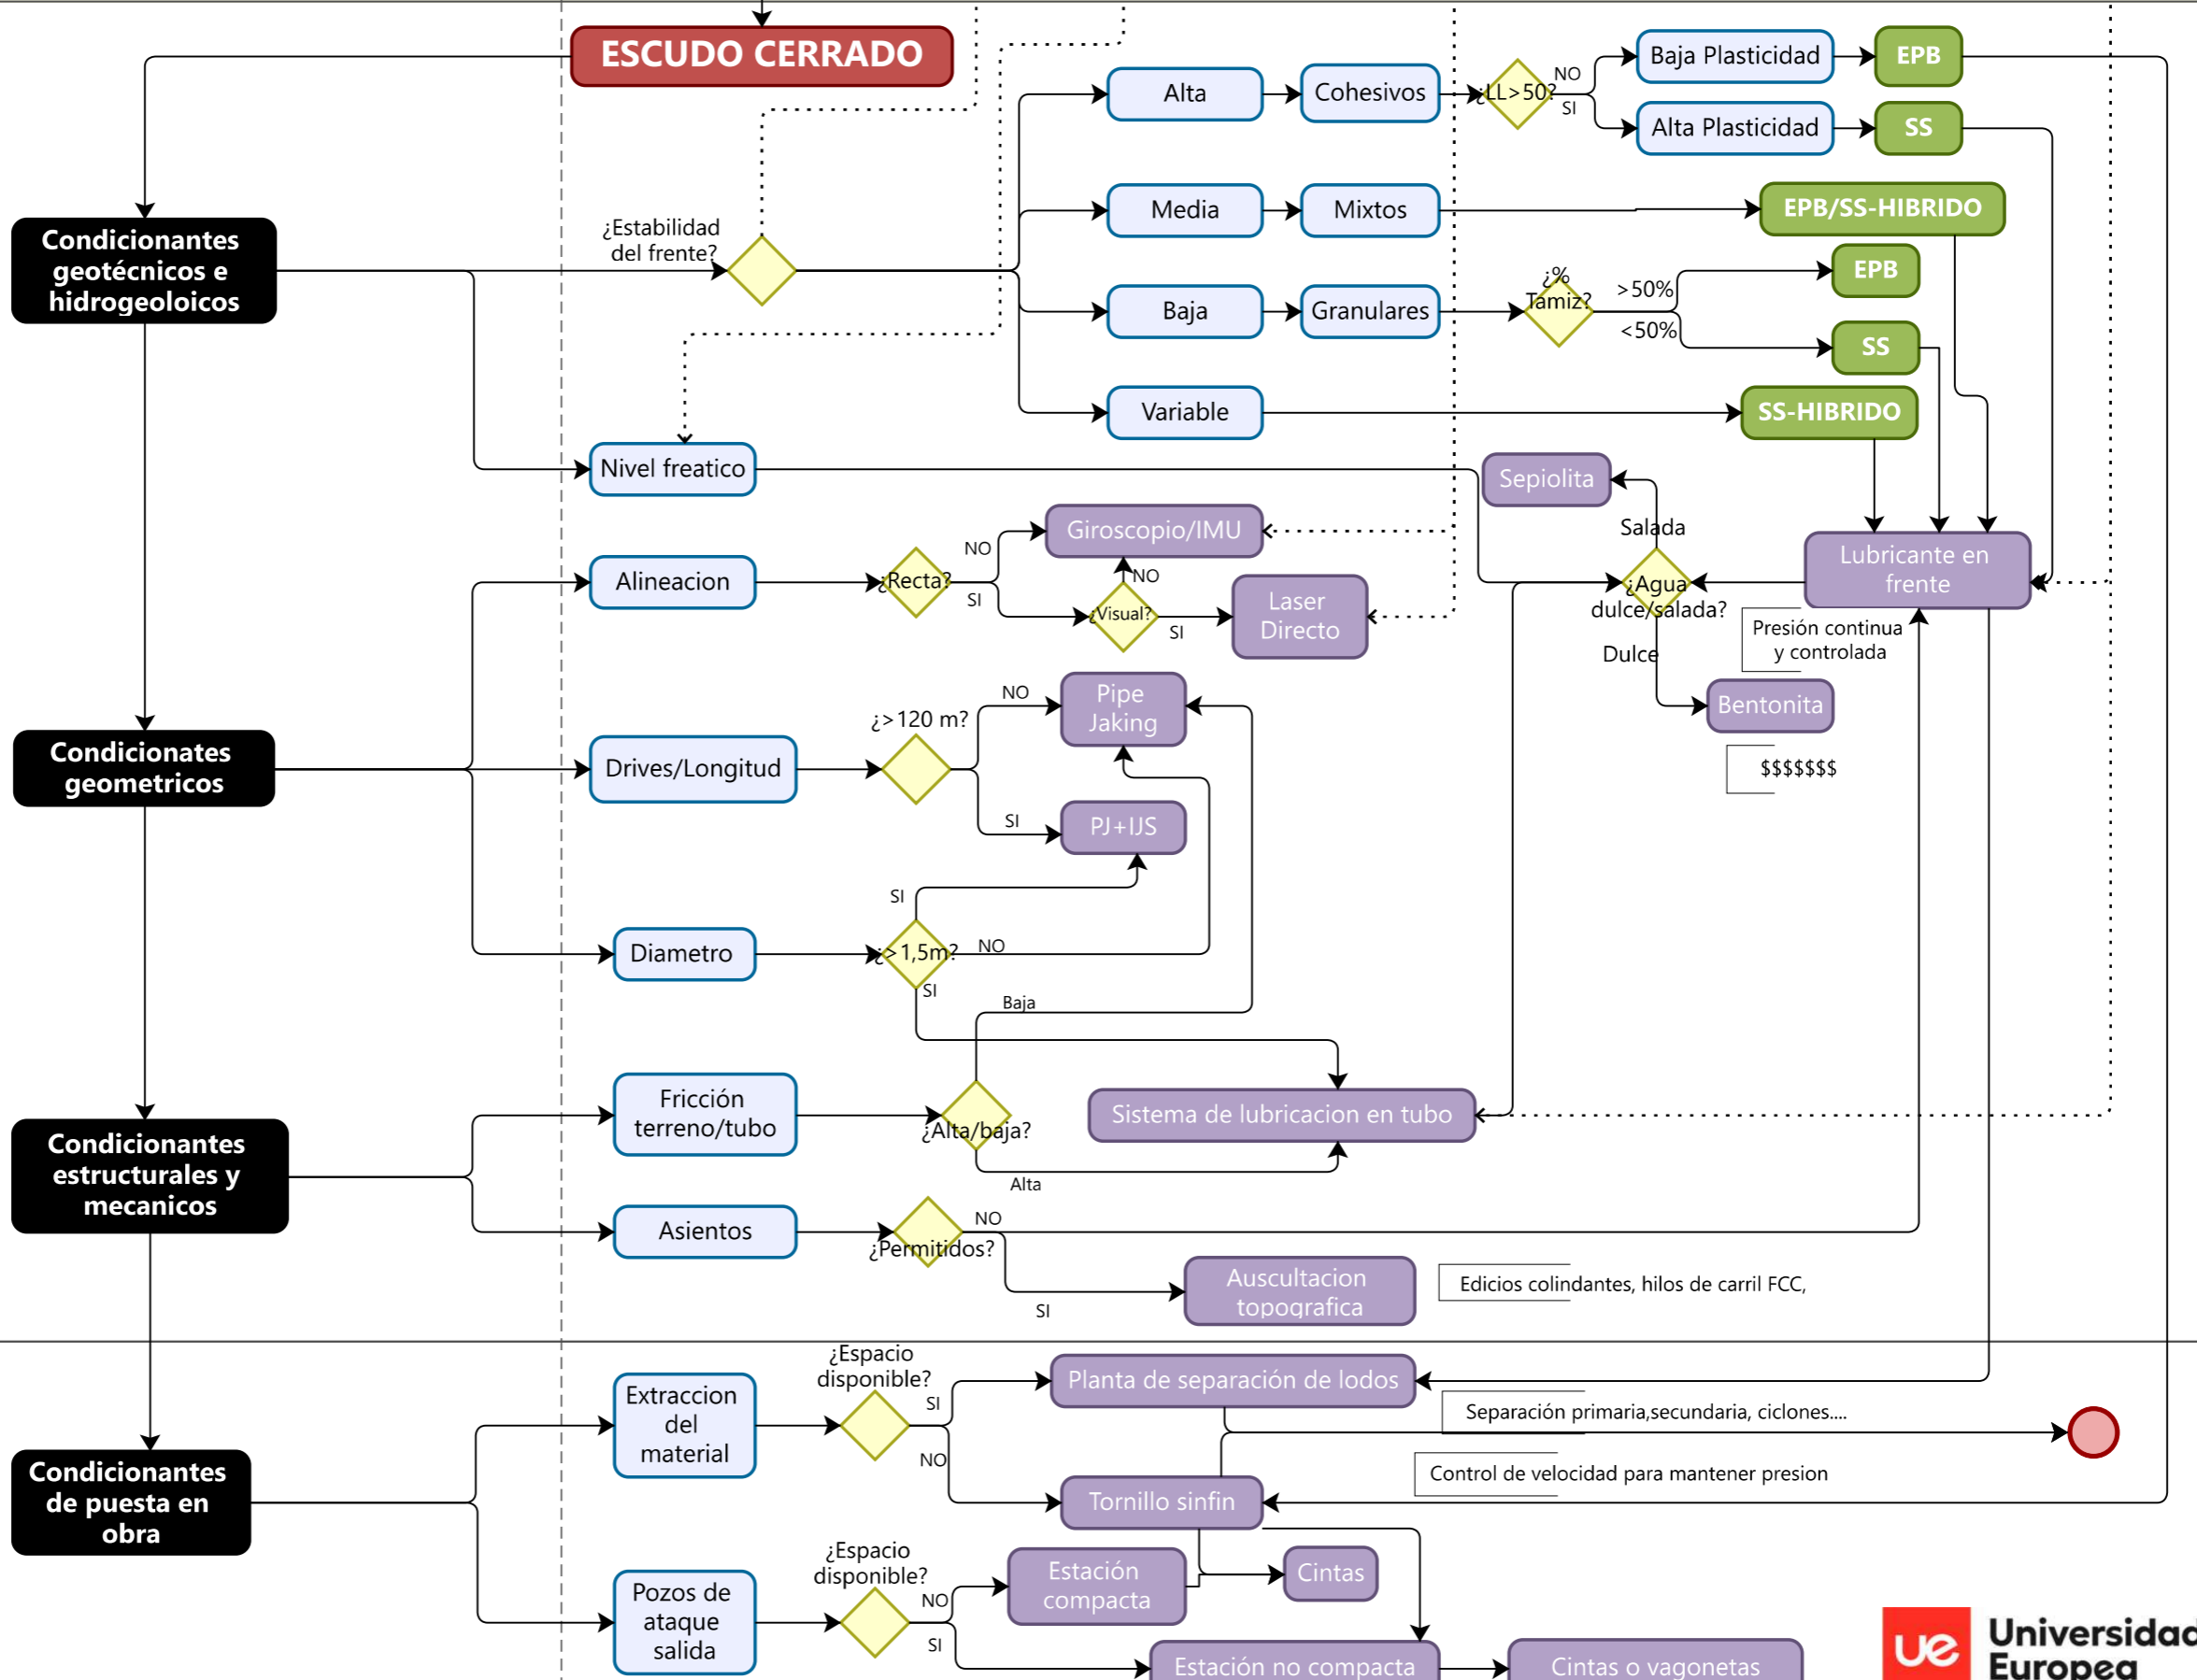 ESCUDO CERRADO
Condicionantes
geotécnicos e
hidrogeoloicos
¿Estabilidad
del frente?
Alta
Cohesivos
¿LL>50?
NO
SI
Baja Plasticidad
EPB
Alta Plasticidad
SS
Media
Mixtos
EPB/SS-HIBRIDO
Baja
Granulares
¿%
Tamiz?
>50%
<50%
EPB
SS
Variable
SS-HIBRIDO
Nivel freatico
Sepiolita
Salada
¿Agua
dulce/salada?
Dulce
Bentonita
$$$$$$$
Lubricante en
frente
Presión continua
y controlada
Condicionates
geometricos
Alineacion
¿Recta?
NO
SI
Giroscopio/IMU
NO
¿Visual?
SI
Laser
Directo
Drives/Longitud
¿>120 m?
NO
SI
Pipe
Jaking
PJ+IJS
Diametro
SI
¿>1,5m?
NO
SI
Baja
Condicionantes
estructurales y
mecanicos
Fricción
terreno/tubo
¿Alta/baja?
Alta
Sistema de lubricacion en tubo
Asientos
¿Permitidos?
NO
SI
Auscultacion
topografica
Edicios colindantes, hilos de carril FCC,
Condicionantes
de puesta en
obra
Extraccion
del
material
¿Espacio
disponible?
SI
NO
Planta de separación de lodos
Separación primaria,secundaria, ciclones....
Control de velocidad para mantener presion
Tornillo sinfin
Pozos de
ataque
salida
¿Espacio
disponible?
NO
SI
Estación
compacta
Cintas
Estación no compacta
Cintas o vagonetas
ue
Universidad
Europea